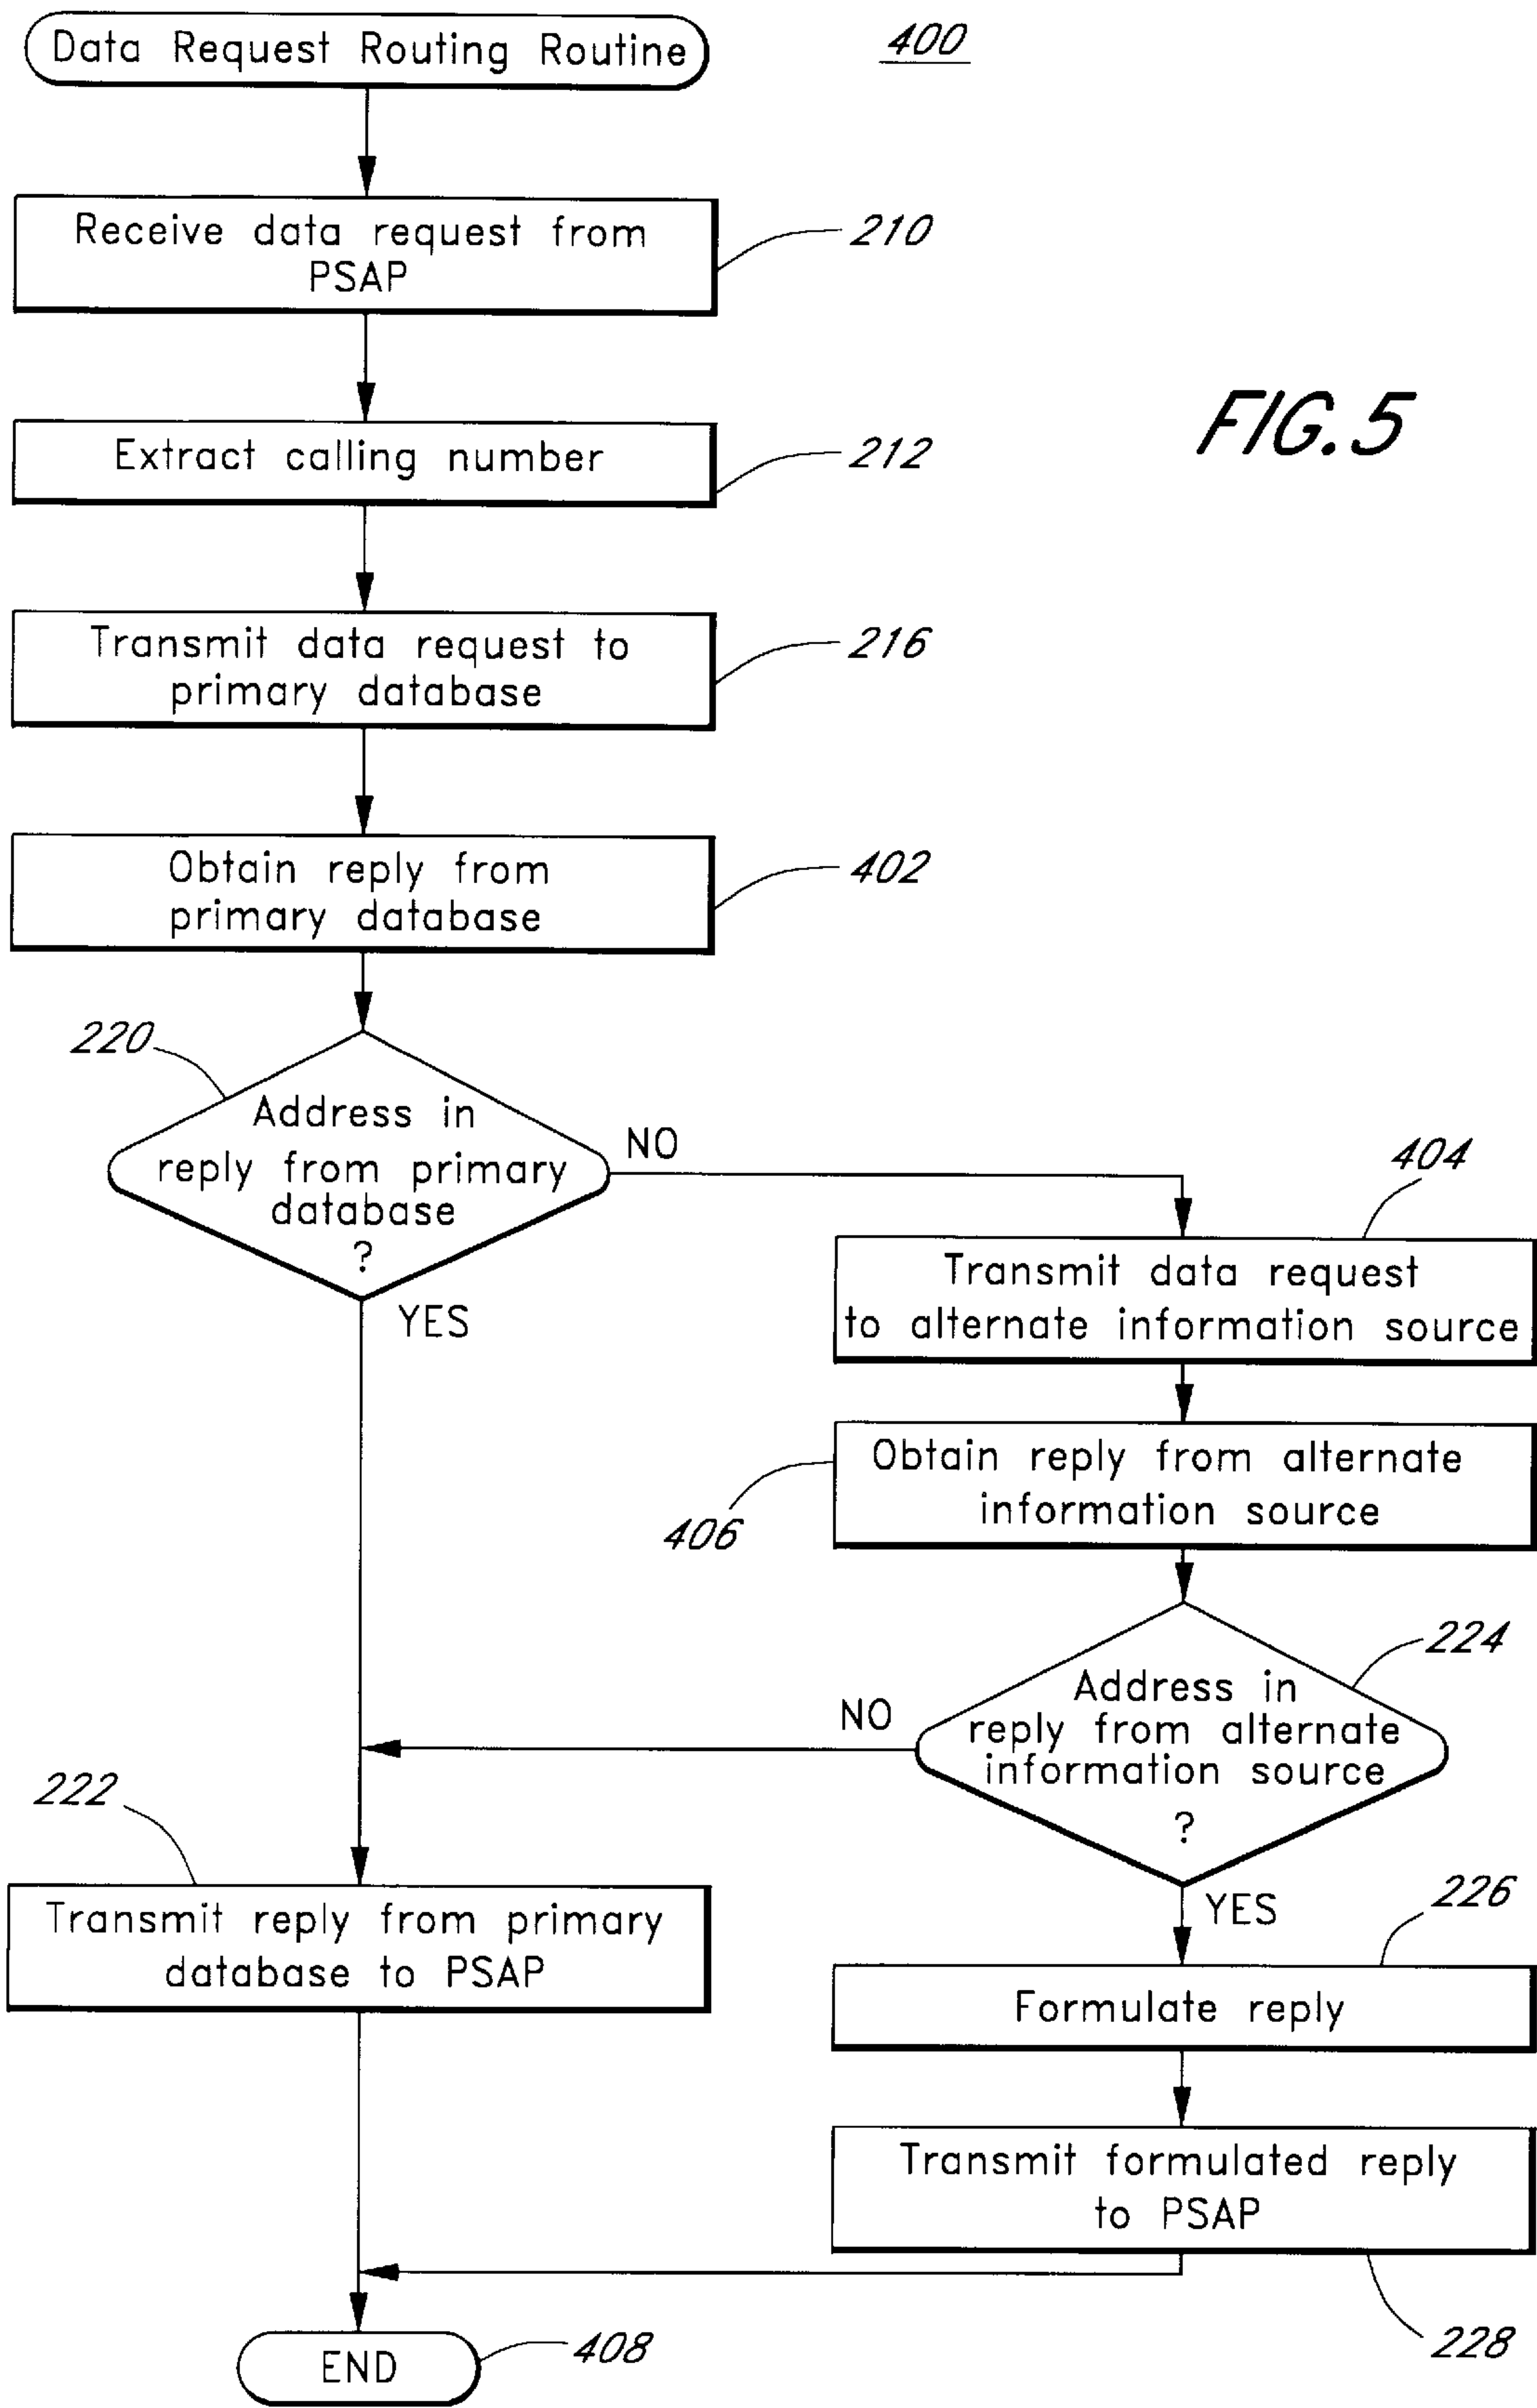 Data Request Routing Routine
400
Receive data request from
PSAP
210
FIG. 5
Extract calling number
212
Transmit data request to
primary database
216
Obtain reply from
primary database
402
220
Address in
reply from primary
database
?
NO
YES
404
Transmit data request
to alternate information source
Obtain reply from alternate
information source
406
224
Address in
reply from alternate
information source
?
NO
YES
222
Transmit reply from primary
database to PSAP
226
Formulate reply
Transmit formulated reply
to PSAP
228
END
408